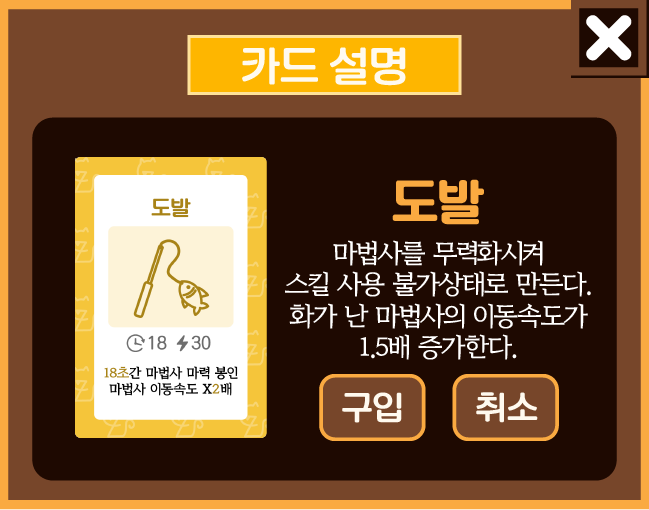 카드 설명
도발
18 30
18초간 마법사 마력 봉인
마법사 이동속도 X2배
도발
마법사를 무력화시켜
스킬 사용 불가상태로 만든다.
화가 난 마법사의 이동속도가
1.5배 증가한다.
구입
취소